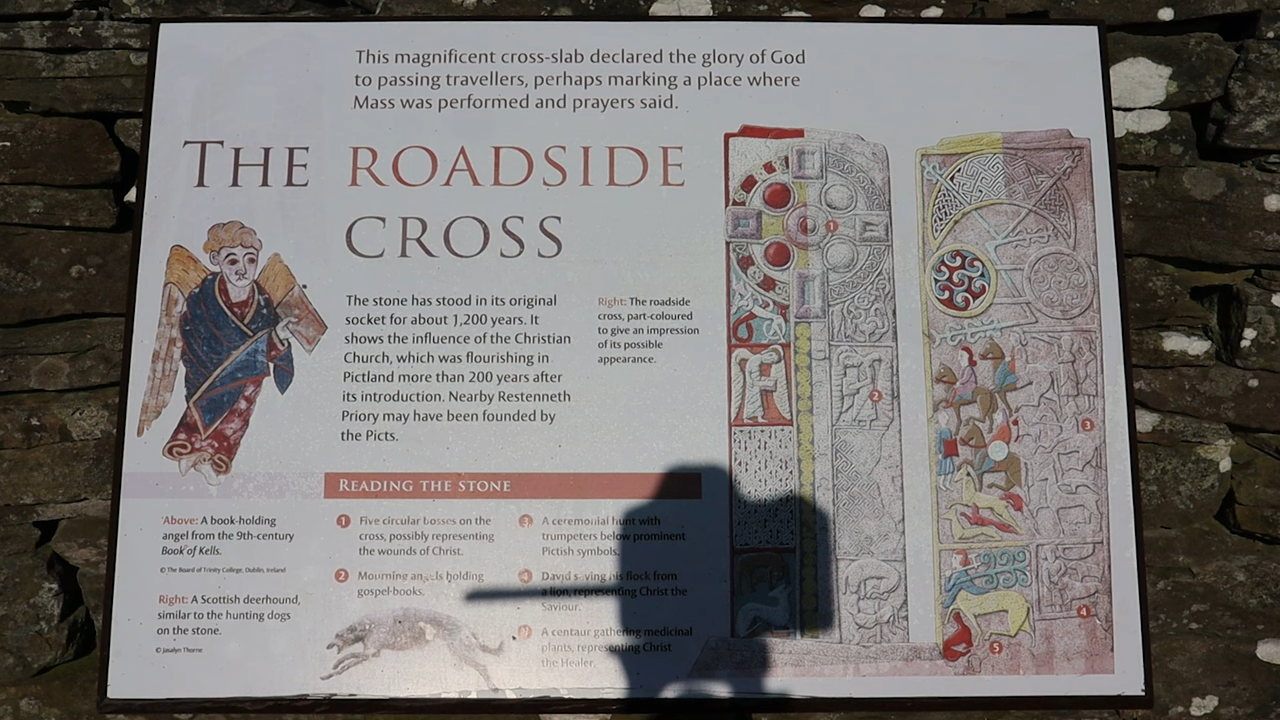 This magnificent cross-slab declared the glory of God
to passing travellers, perhaps marking a place where
Mass was performed and prayers said.
THE ROADSIDE
CROSS
The stone has stood in its original
socket for about 1,200 years. It
shows the influence of the Christian
Church, which was flourishing in
Pictland more than 200 years after
its introduction. Nearby Restenneth
Priory may have been founded by
the Picts.
Right: The roadside
cross, part-coloured
to give an impression
of its possible
appearance.
READING THE STONE
Above: A book-holding
angel from the 9th-century
Book of Kells.
© The Board of Trinity College, Dublin, Ireland
Right: A Scottish deerhound,
similar to the hunting dogs
on the stone.
© Josalyn Thorne
1 Five circular bosses on the
cross, possibly representing
the wounds of Christ.
2 Mourning angels holding
gospel-books.
3 A ceremonial hunt with
trumpeters below prominent
Pictish symbols.
4 David saving his flock from
a lion, representing Christ the
Saviour.
5 A centaur gathering medicinal
plants, representing Christ
the Healer.
1
2
3
4
5